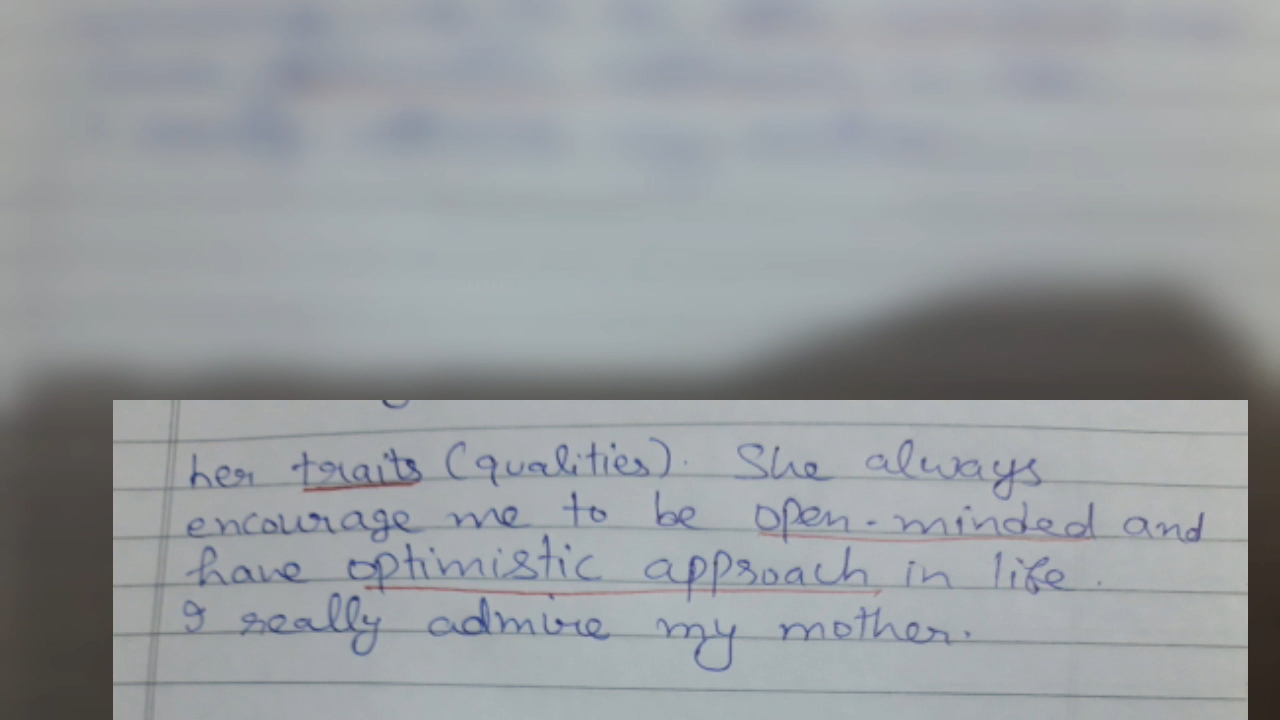 her traits (qualities). She always
encourage me to be open-minded and
have optimistic approach in life.
I really admire my mother.